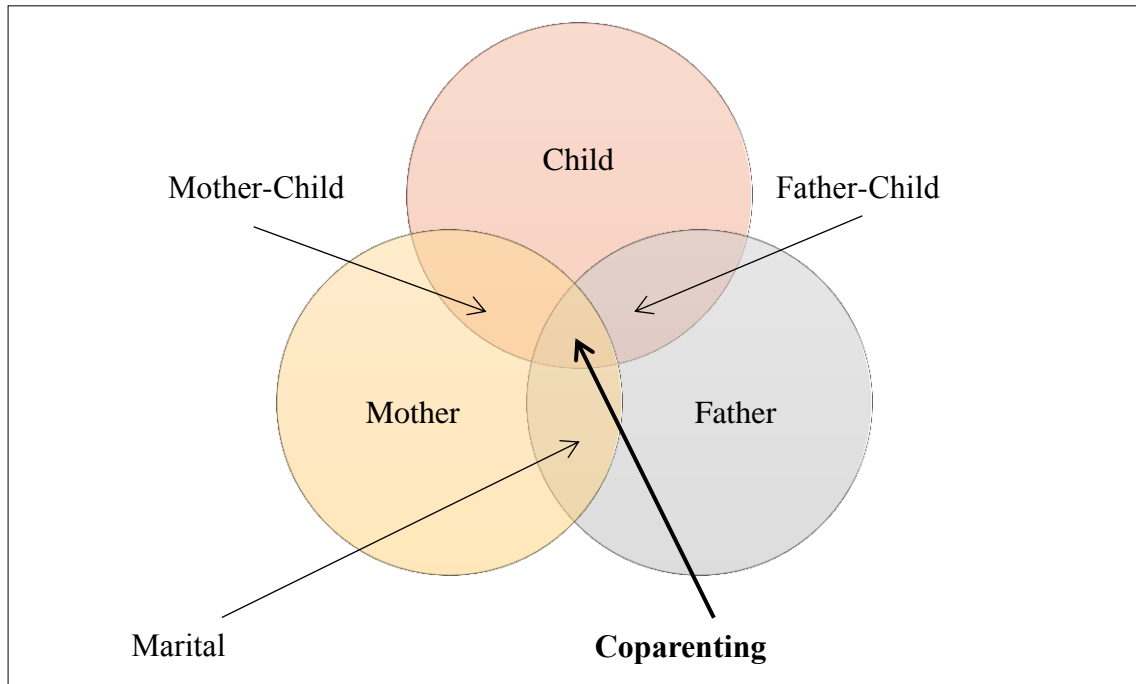 Child
Mother-Child
Father-Child
Mother
Father
Marital
Coparenting